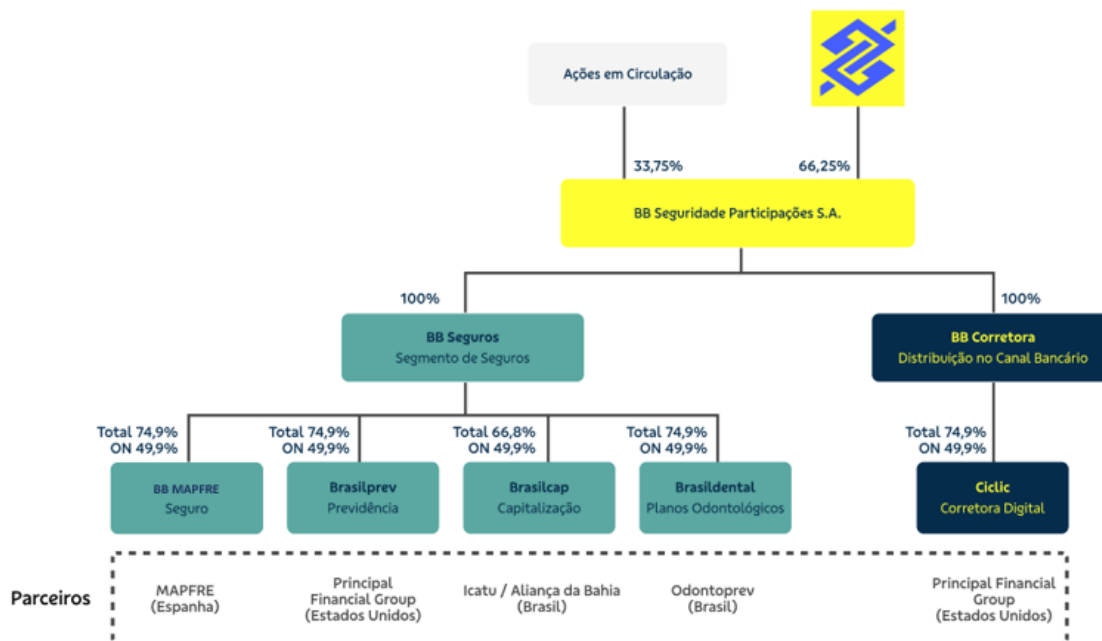 Ações em Circulação
33,75%
66,25%
BB Seguridade Participações S.A.
100%
100%
BB Seguros
Segmento de Seguros
BB Corretora
Distribuição no Canal Bancário
Total 74,9%
ON 49,9%
Total 74,9%
ON 49,9%
Total 66,8%
ON 49,9%
Total 74,9%
ON 49,9%
Total 74,9%
ON 49,9%
BB MAPFRE
Seguro
Brasilprev
Previdência
Brasilcap
Capitalização
Brasildental
Planos Odontológicos
Ciclic
Corretora Digital
Parceiros
MAPFRE
(Espanha)
Principal
Financial Group
(Estados Unidos)
Icatu / Aliança da Bahia
(Brasil)
Odontoprev
(Brasil)
Principal Financial
Group
(Estados Unidos)